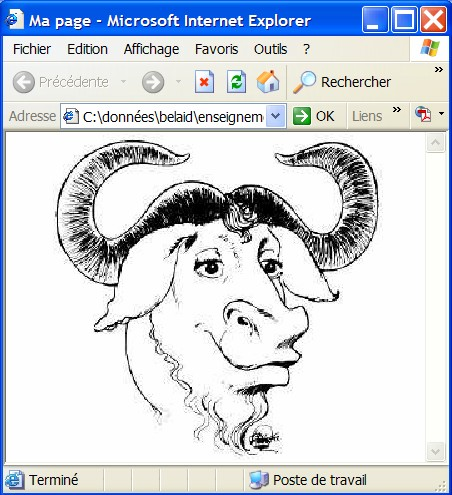 Ma page - Microsoft Internet Explorer
Fichier Edition Affichage Favoris Outils ?
Précédente Rechercher »
Adresse C:\données\belaid\enseignem OK Liens » 
Terminé Poste de travail